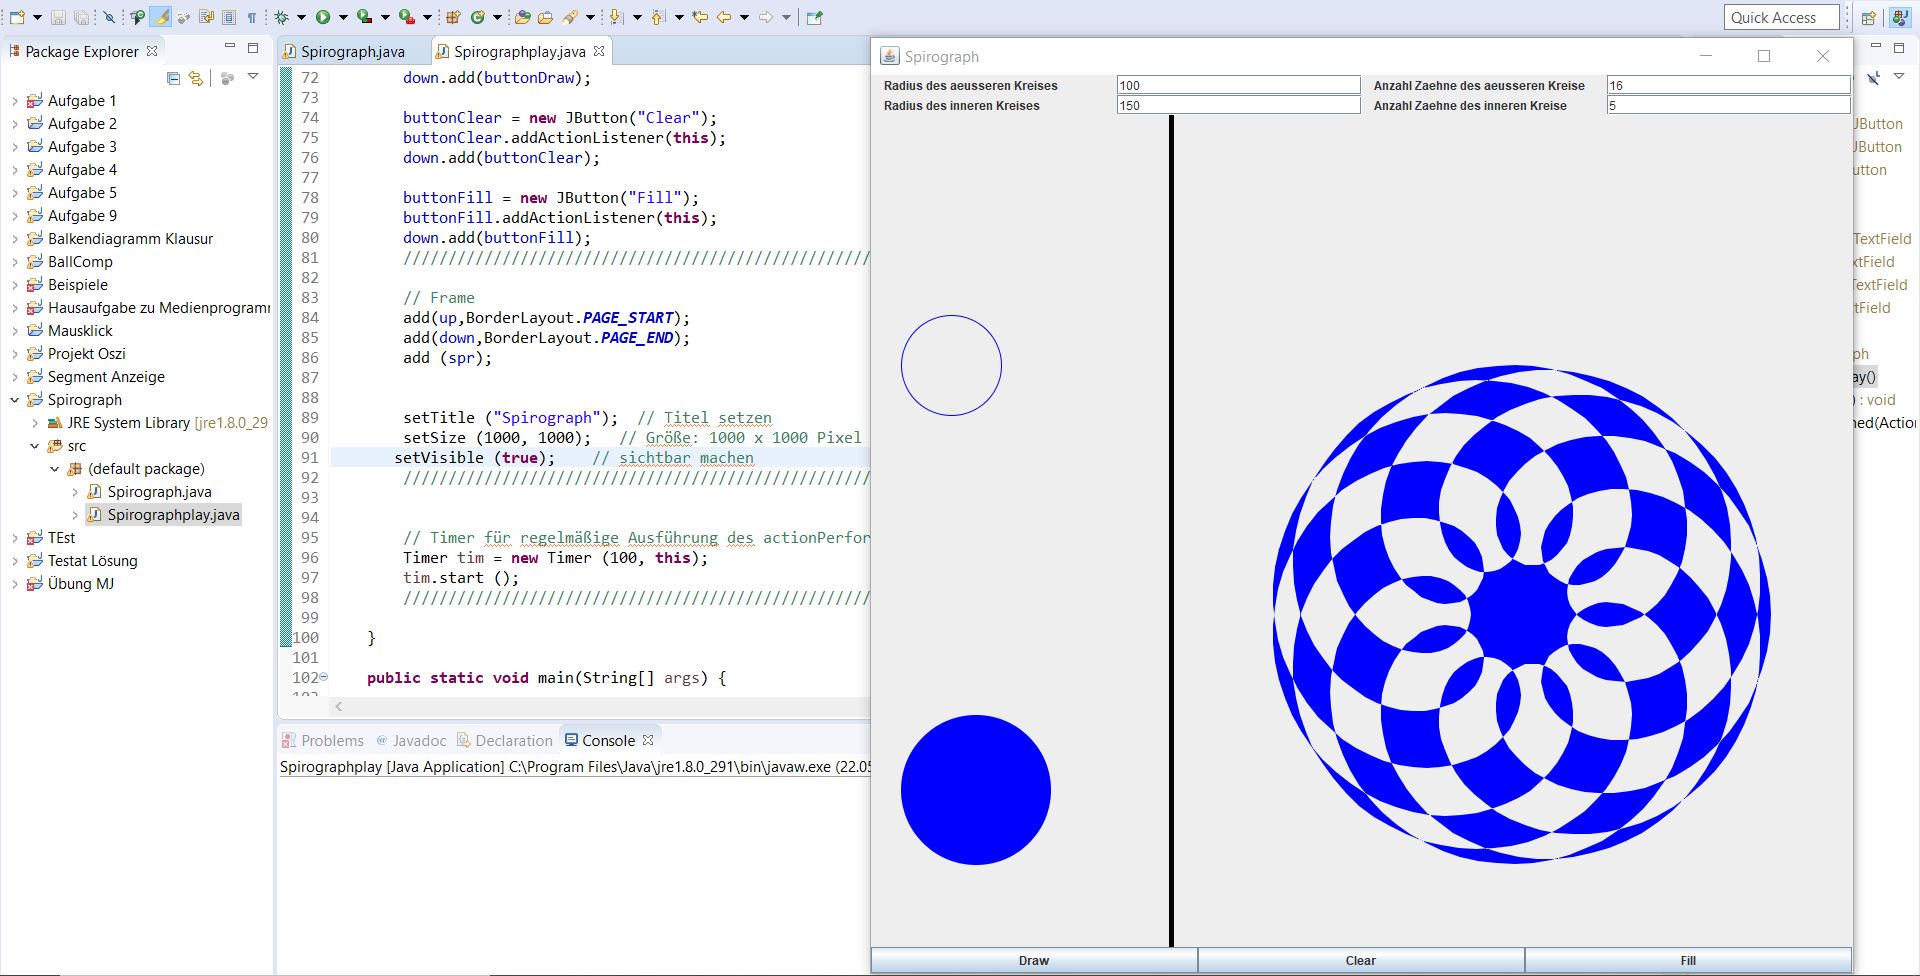 Quick Access
Package Explorer
Aufgabe 1
Aufgabe 2
Aufgabe 3
Aufgabe 4
Aufgabe 5
Aufgabe 9
Balkendiagramm Klausur
BallComp
Beispiele
Hausaufgabe zu Medienprogramm
Mausklick
Projekt Oszi
Segment Anzeige
Spirograph
JRE System Library [jre1.8.0_29
src
(default package)
Spirograph.java
Spirographplay.java
TEst
Testat Lösung
Übung MJ
Spirograph.java
Spirographplay.java
72 down.add(buttonDraw);
73
74 buttonClear = new JButton("Clear");
75 buttonClear.addActionListener(this);
76 down.add(buttonClear);
77
78 buttonFill = new JButton("Fill");
79 buttonFill.addActionListener(this);
80 down.add(buttonFill);
81 ////////////////////////////////////////////////////
82
83 // Frame
84 add(up,BorderLayout.PAGE_START);
85 add(down,BorderLayout.PAGE_END);
86 add (spr);
87
88
89 setTitle ("Spirograph"); // Titel setzen
90 setSize (1000, 1000); // Größe: 1000 x 1000 Pixel
91 setVisible (true); // sichtbar machen
92 ////////////////////////////////////////////////////
93
94
95 // Timer für regelmäßige Ausführung des actionPerfor
96 Timer tim = new Timer (100, this);
97 tim.start ();
98 ////////////////////////////////////////////////////
99
100 }
101
102 public static void main(String[] args) {
Problems @ Javadoc Declaration Console
Spirographplay [Java Application] C:\Program Files\Java\jre1.8.0_291\bin\javaw.exe (22.05
Spirograph
Radius des aeusseren Kreises 100 Anzahl Zaehne des aeusseren Kreise 16
Radius des inneren Kreises 150 Anzahl Zaehne des inneren Kreise 5
Draw Clear Fill
JButton
JButton
utton
TextField
xtField
TextField
xtField
ph
ay()
) : void
ned(Action